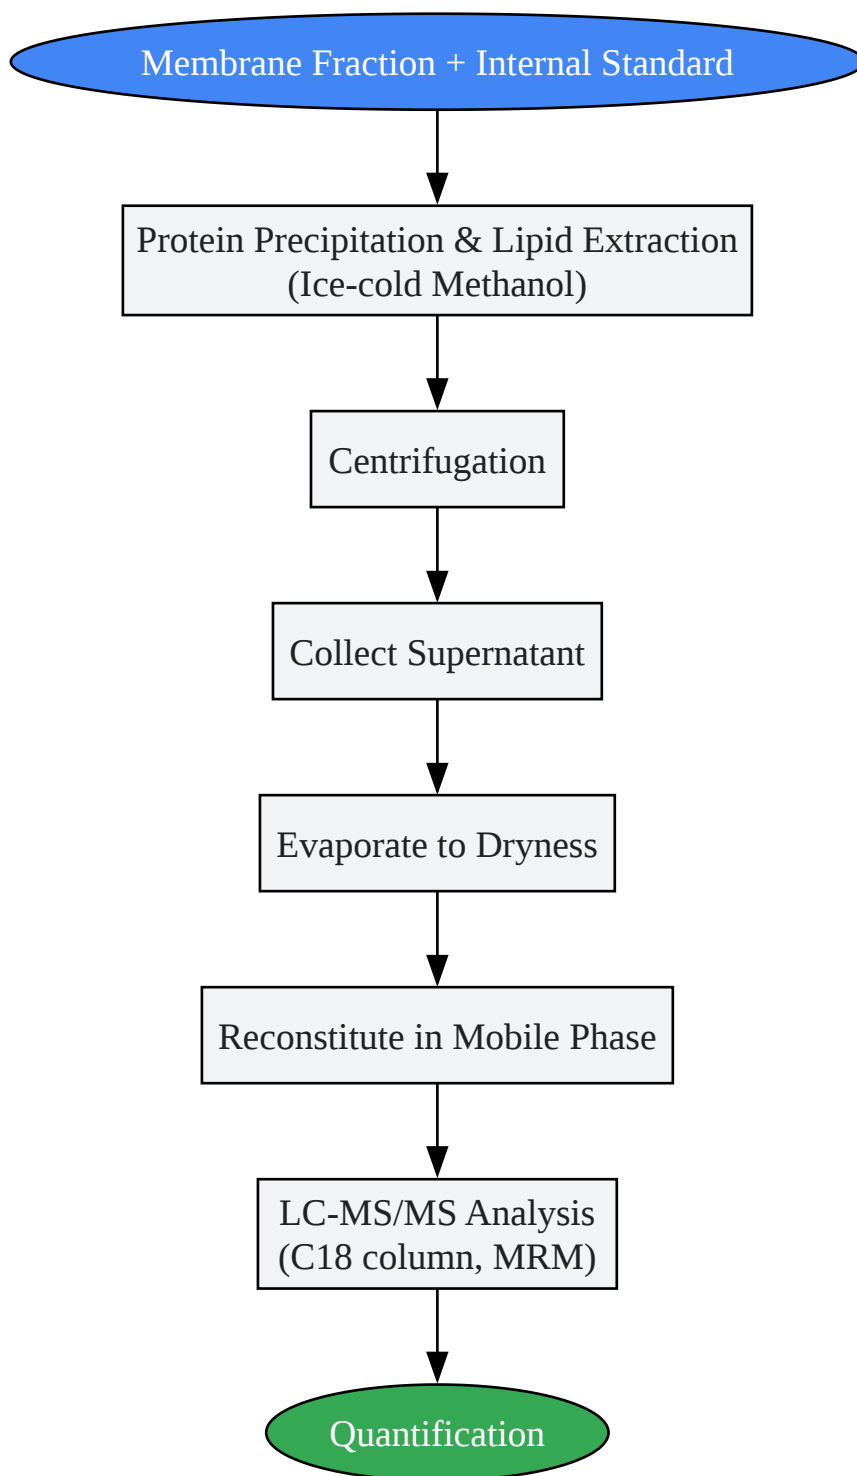 Membrane Fraction + Internal Standard
Protein Precipitation & Lipid Extraction
(Ice-cold Methanol)
Centrifugation
Collect Supernatant
Evaporate to Dryness
Reconstitute in Mobile Phase
LC-MS/MS Analysis
(C18 column, MRM)
Quantification